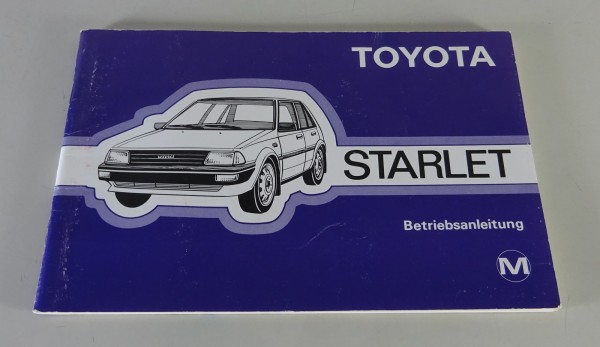 TOYOTA
STARLET
Betriebsanleitung
M